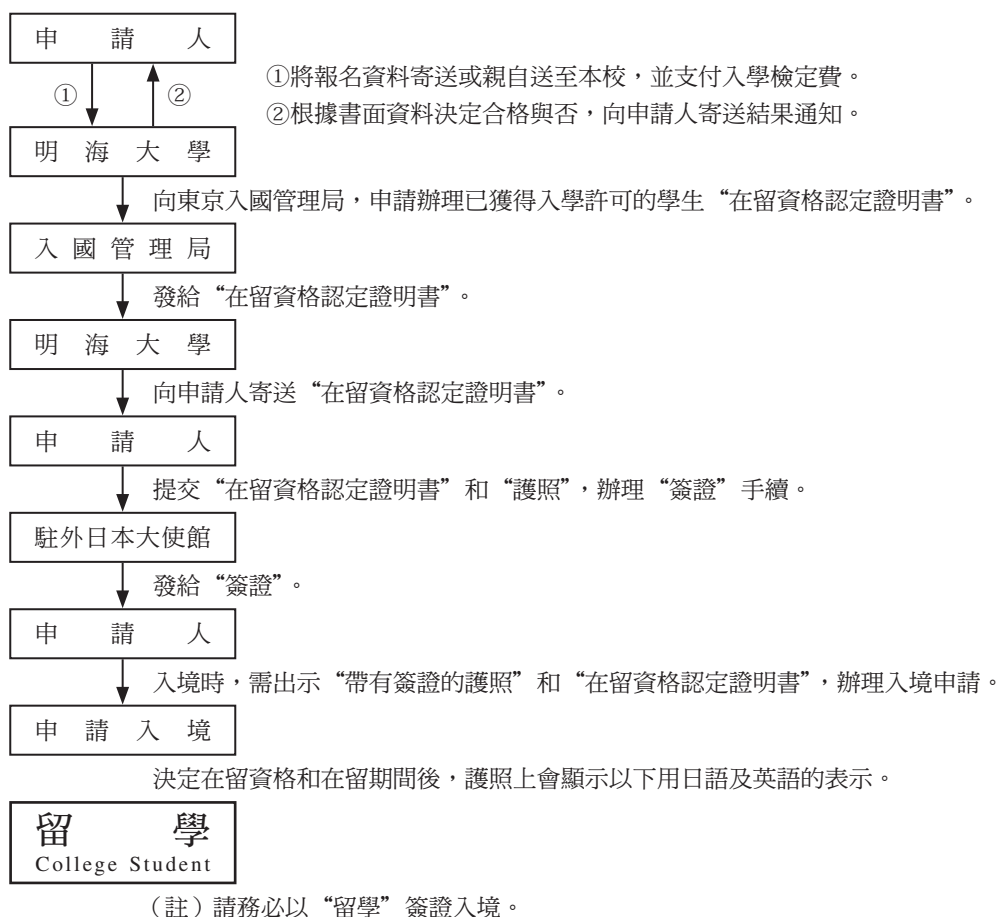 申請人
①將報名資料寄送或親自送至本校，並支付入學檢定費。
① ②
②根據書面資料決定合格與否，向申請人寄送結果通知。
明海大學
向東京入國管理局，申請辦理已獲得入學許可的學生“在留資格認定證明書”。
入國管理局
發給“在留資格認定證明書”。
明海大學
向申請人寄送“在留資格認定證明書”。
申請人
提交“在留資格認定證明書”和“護照”，辦理“簽證”手續。
駐外日本大使館
發給“簽證”。
申請人
入境時，需出示“帶有簽證的護照”和“在留資格認定證明書”，辦理入境申請。
申請入境
決定在留資格和在留期間後，護照上會顯示以下用日語及英語的表示。
留學
College Student
（註）請務必以“留學”簽證入境。